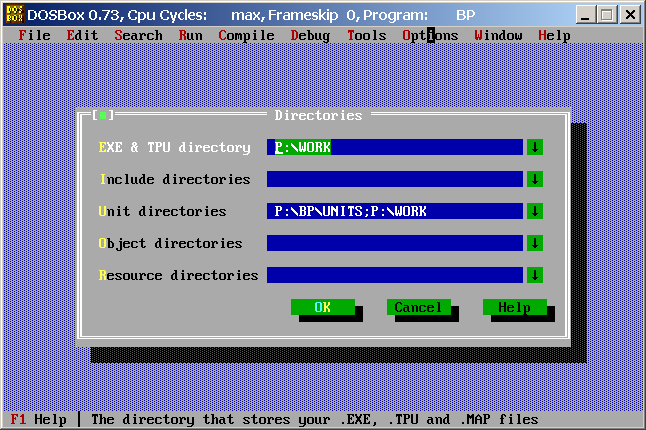 DOSBox 0.73, Cpu Cycles: max, Frameskip 0, Program: BP
File Edit Search Run Compile Debug Tools Options Window Help
Directories
EXE & TPU directory P:\WORK
Include directories
Unit directories P:\BP\UNITS;P:\WORK
Object directories
Resource directories
OK Cancel Help
F1 Help | The directory that stores your .EXE, .TPU and .MAP files